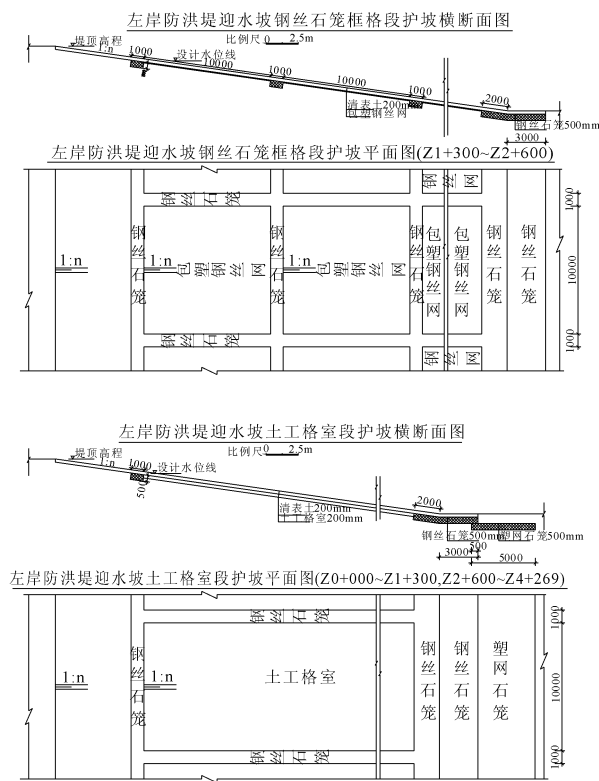 左岸防洪堤迎水坡钢丝石笼框格段护坡横断面图
比例尺 0 2.5m
堤顶高程
1:n
1000
设计水位线
10000
1000
10000
1000
2000
清表土200mm
包塑钢丝网
钢丝石笼500mm
3000
左岸防洪堤迎水坡钢丝石笼框格段护坡平面图(Z1+300~Z2+600)
钢丝石笼
钢丝网
1000
1:n
钢丝石笼
1:n
包塑钢丝网
钢丝石笼
1:n
包塑钢丝网
钢丝石笼
包塑钢丝网
包塑钢丝网
钢丝石笼
钢丝石笼
10000
钢丝石笼
钢丝网
1000
左岸防洪堤迎水坡土工格室段护坡横断面图
比例尺 0 2.5m
堤顶高程
1:n
1000
设计水位线
500
清表土200mm
土工格室200mm
2000
钢丝石笼500mm
塑网石笼500mm
500
3000
5000
左岸防洪堤迎水坡土工格室段护坡平面图(Z0+000~Z1+300,Z2+600~Z4+269)
钢丝石笼
1000
1:n
钢丝石笼
1:n
土工格室
钢丝石笼
钢丝石笼
塑网石笼
10000
钢丝石笼
1000